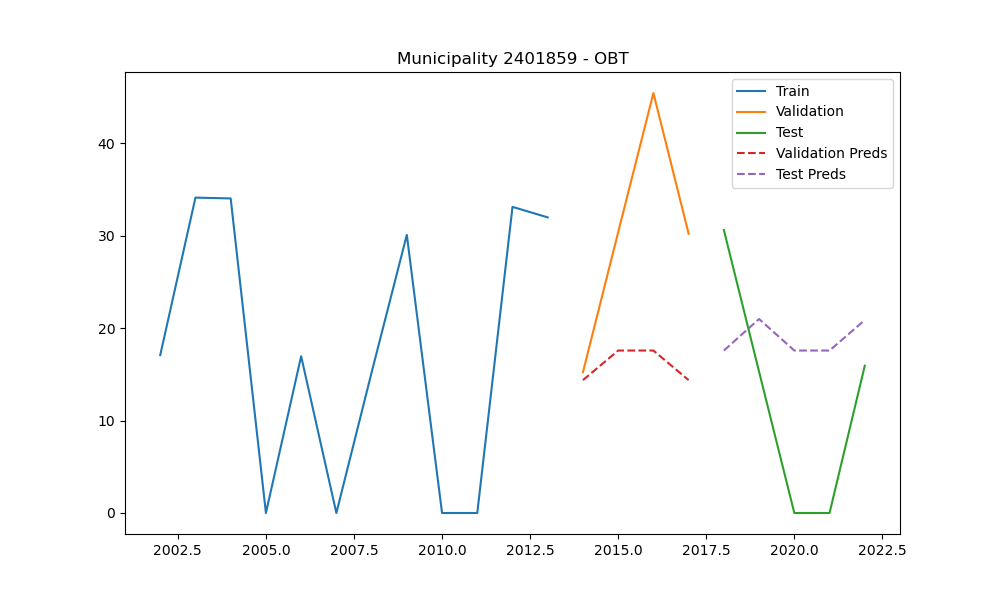 Municipality 2401859 - OBT
Train
Validation
Test
Validation Preds
Test Preds
40
30
20
10
0
2002.5 2005.0 2007.5 2010.0 2012.5 2015.0 2017.5 2020.0 2022.5